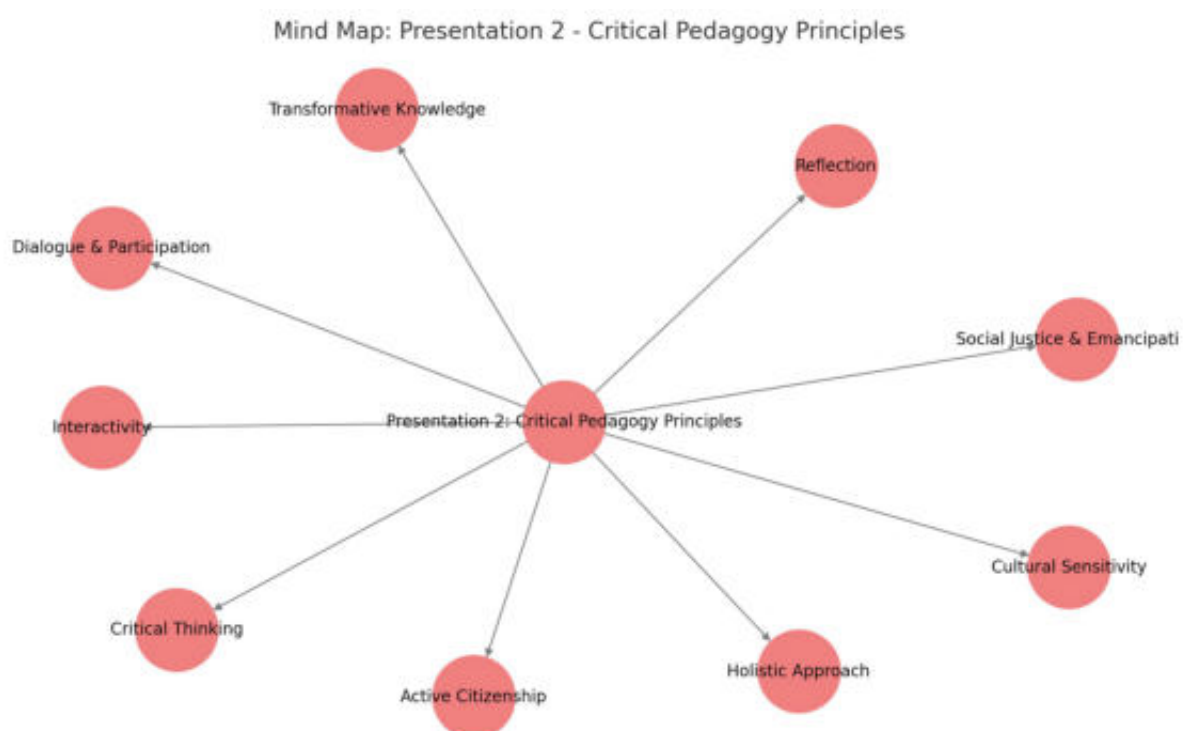 Mind Map: Presentation 2 - Critical Pedagogy Principles
Transformative Knowledge
Reflection
Dialogue & Participation
Social Justice & Emancipati
Presentation 2: Critical Pedagogy Principles
Interactivity
Cultural Sensitivity
Critical Thinking
Holistic Approach
Active Citizenship